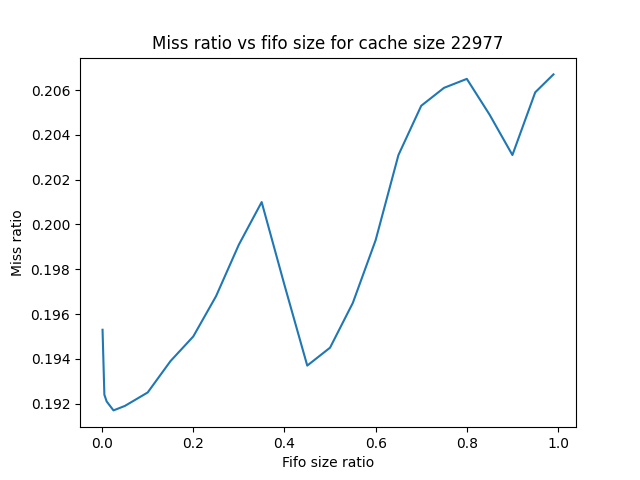 Miss ratio vs fifo size for cache size 22977
0.206
0.204
0.202
0.200
0.198
0.196
0.194
0.192
Miss ratio
0.0 0.2 0.4 0.6 0.8 1.0
Fifo size ratio